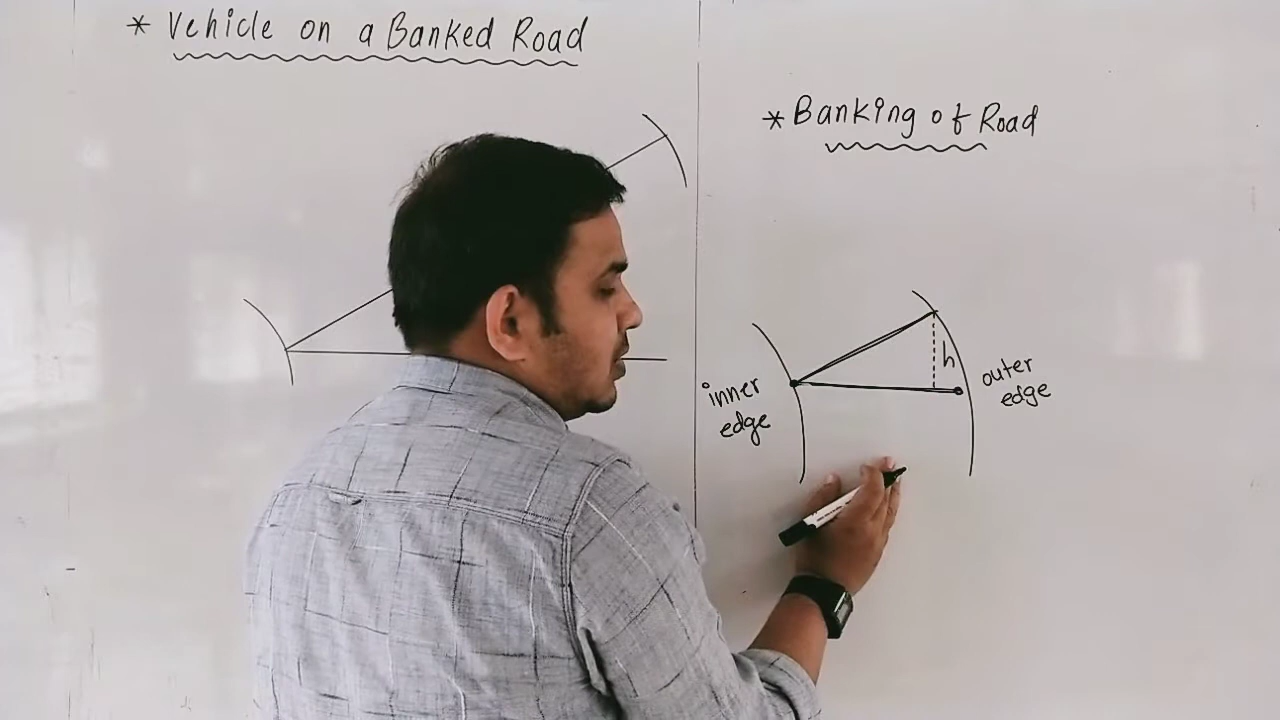 * Vehicle on a Banked Road
* Banking of Road
h
outer
edge
inner
edge